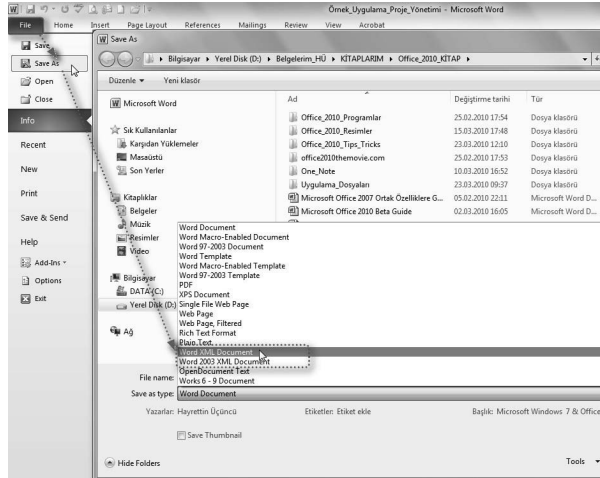 Örnek_Uygulama_Proje_Yönetimi - Microsoft Word
File Home Insert Page Layout References Mailings Review View Acrobat
Save
Save As
Open
Close
Info
Recent
New
Print
Save & Send
Help
Add-Ins
Options
Exit
Save As
Bilgisayar Yerel Disk (D:) Belgelerim_HÜ KİTAPLARIM Office_2010_KİTAP
Düzenle Yeni klasör
Microsoft Word
Sık Kullanılanlar
Karşıdan Yüklemeler
Masaüstü
Son Yerler
Kitaplıklar
Belgeler
Müzik
Resimler
Video
Bilgisayar
DATA (C:)
Yerel Disk (D:)
Ağ
Ad Değiştirme tarihi Tür
Office_2010_Programlar 25.02.2010 17:54 Dosya klasörü
Office_2010_Resimler 15.03.2010 17:48 Dosya klasörü
Office_2010_Tips_Tricks 23.03.2010 12:10 Dosya klasörü
office2010themovie.com 25.02.2010 17:53 Dosya klasörü
One_Note 10.03.2010 16:52 Dosya klasörü
Uygulama_Dosyaları 23.03.2010 09:37 Dosya klasörü
Microsoft Office 2007 Ortak Özelliklere G... 05.02.2010 22:11 Microsoft Word D...
Microsoft Office 2010 Beta Guide 02.03.2010 16:05 Microsoft Word D...
Word Document
Word Macro-Enabled Document
Word 97-2003 Document
Word Template
Word Macro-Enabled Template
Word 97-2003 Template
PDF
XPS Document
Single File Web Page
Web Page
Web Page, Filtered
Rich Text Format
Plain Text
Word XML Document
Word 2003 XML Document
OpenDocument Text
Works 6 - 9 Document
File name:
Save as type: Word Document
Yazarlar: Hayrettin Üçüncü Etiketler: Etiket ekle Başlık: Microsoft Windows 7 & Office
Save Thumbnail
Hide Folders Tools